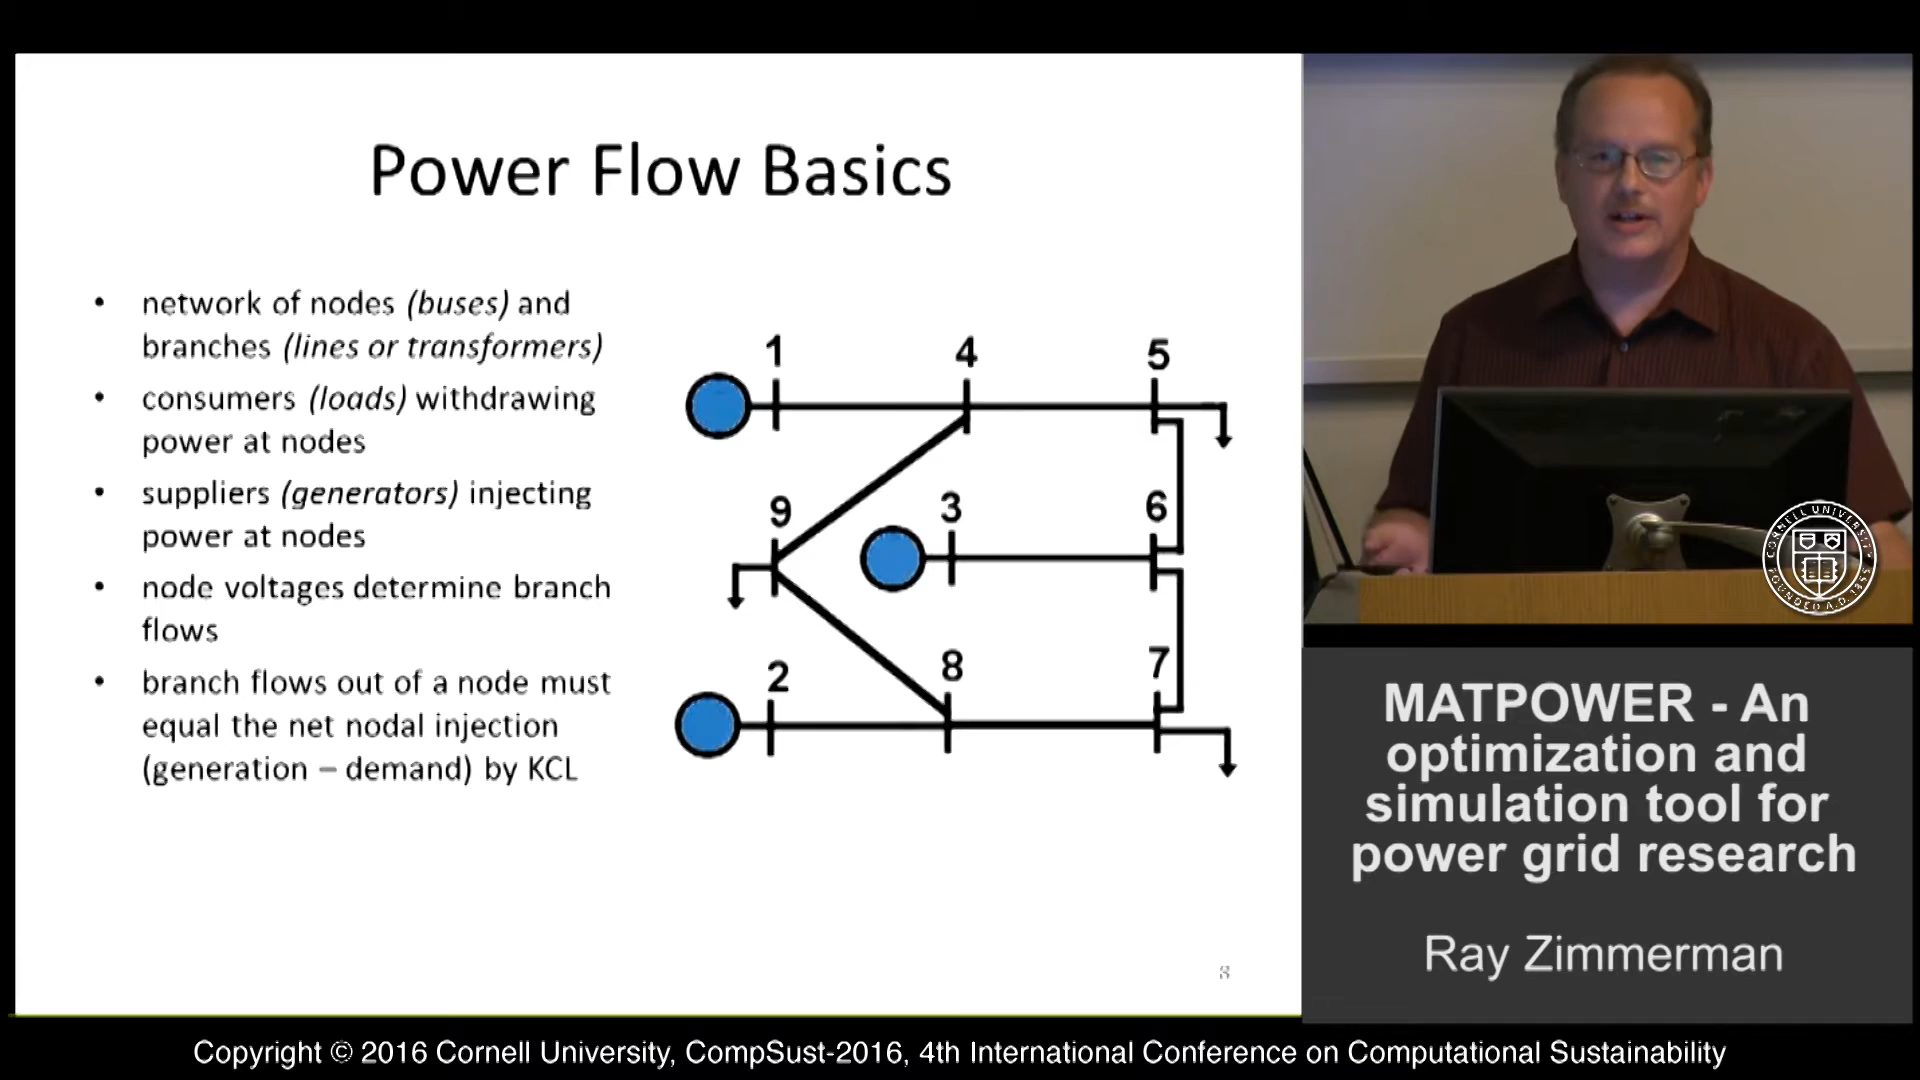 Power Flow Basics
• network of nodes (buses) and
branches (lines or transformers)
• consumers (loads) withdrawing
power at nodes
• suppliers (generators) injecting
power at nodes
• node voltages determine branch
flows
• branch flows out of a node must
equal the net nodal injection
(generation – demand) by KCL
1
4
5
9
3
6
2
8
7
8
CORNELL UNIVERSITY
FOUNDED A.D. 1865
MATPOWER - An
optimization and
simulation tool for
power grid research
Ray Zimmerman
Copyright © 2016 Cornell University, CompSust-2016, 4th International Conference on Computational Sustainability